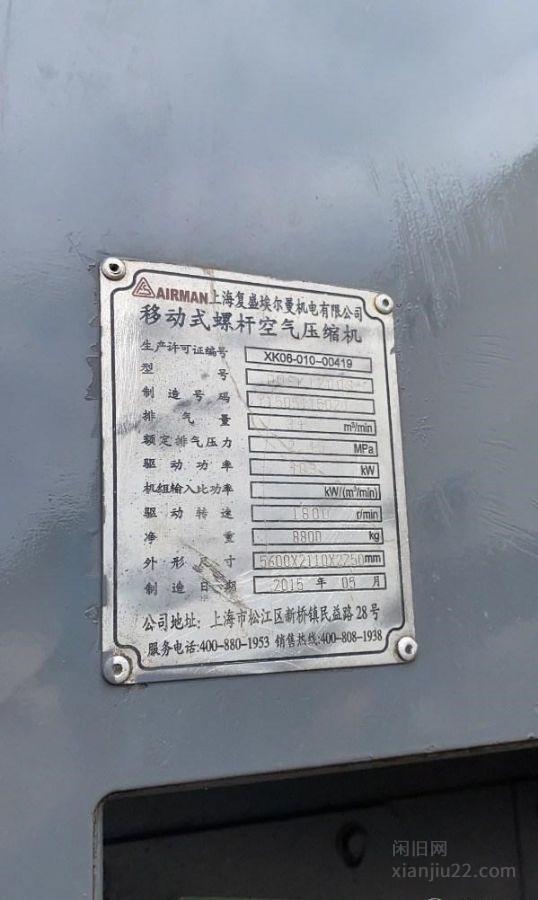 AIRMAN上海复盛埃尔曼机电有限公司
移动式螺杆空气压缩机
生产许可证编号 XK06-010-00419
型号
制造号码
排气量 m³/min
额定排气压力 MPa
驱动功率 kW
机组输入比功率 kW/(m³/min)
驱动转速 1800 r/min
净重 8800 kg
外形尺寸 5600X2110X2250mm
制造日期 2015 年 05 月
公司地址: 上海市松江区新桥镇民益路28号
服务电话:400-880-1953 销售热线:400-808-1938
闲旧网
xianjiu22.com